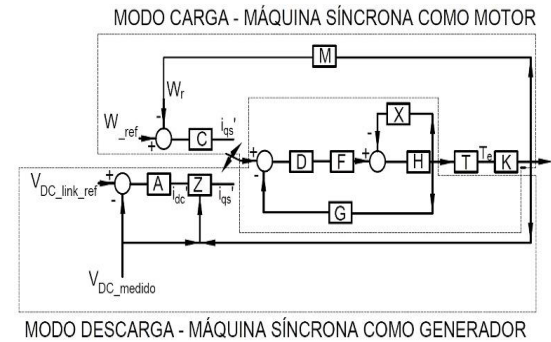 MODO CARGA - MÁQUINA SÍNCRONA COMO MOTOR
M
Wr
W_ref
-
+
C
iqs'
X
-
+
-
D
F
+
H
T
Te
K
-
G
VDC_link_ref
+
-
A
idc'
Z
iqs'
VDC_medido
MODO DESCARGA - MÁQUINA SÍNCRONA COMO GENERADOR